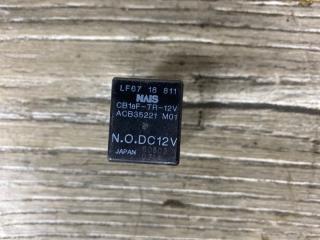 LF67 18 811
NAIS
CB1aF-TR-12V
ACB35221 M01
N.O.DC12V
JAPAN